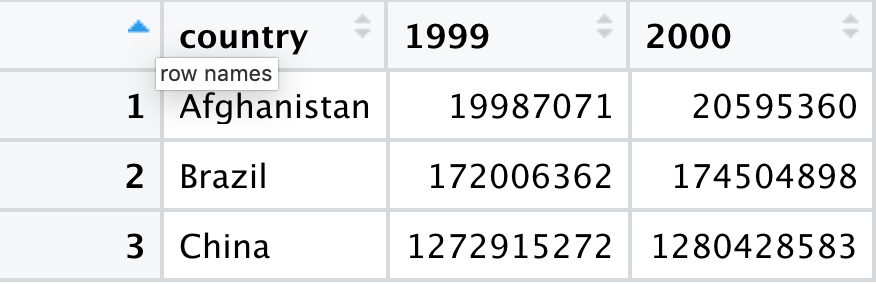 country 1999 2000
row names
1 Afghanistan 19987071 20595360
2 Brazil 172006362 174504898
3 China 1272915272 1280428583